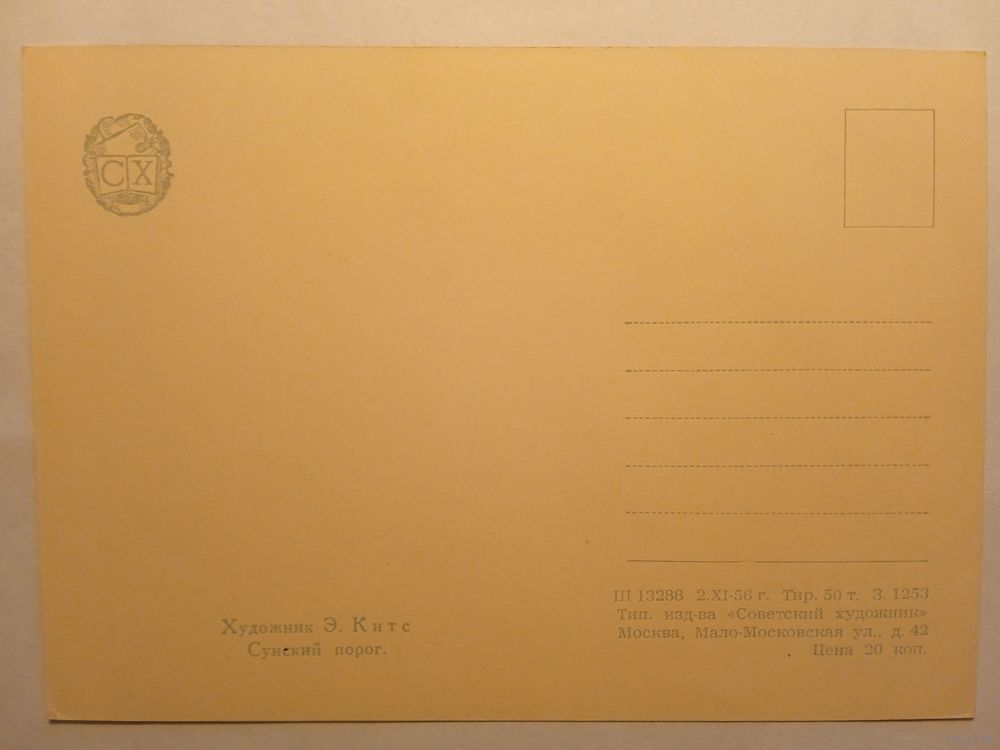 СХ
Художник Э. Китс
Сунский порог.
Ш 13288 2.XI-56 г. Тир. 50 т. З. 1253
Тип. изд-ва «Советский художник»
Москва, Мало-Московская ул., д. 42
Цена 20 коп.